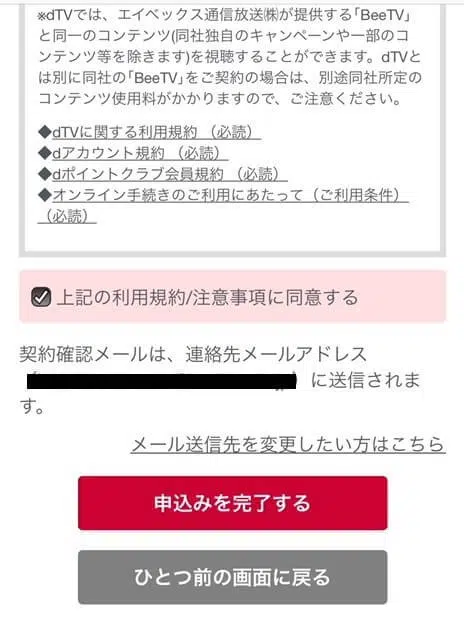 ※dTVでは、エイベックス通信放送㈱が提供する「BeeTV」
と同一のコンテンツ(同社独自のキャンペーンや一部のコ
ンテンツ等を除きます)を視聴することができます。dTVと
は別に同社の「BeeTV」をご契約の場合は、別途同社所定の
コンテンツ使用料がかかりますので、ご注意ください。
◆dTVに関する利用規約 （必読）
◆dアカウント規約 （必読）
◆dポイントクラブ会員規約 （必読）
◆オンライン手続きのご利用にあたって（ご利用条件）
（必読）
上記の利用規約/注意事項に同意する
契約確認メールは、連絡先メールアドレス
（ ）に送信されま
す。
メール送信先を変更したい方はこちら
申込みを完了する
ひとつ前の画面に戻る